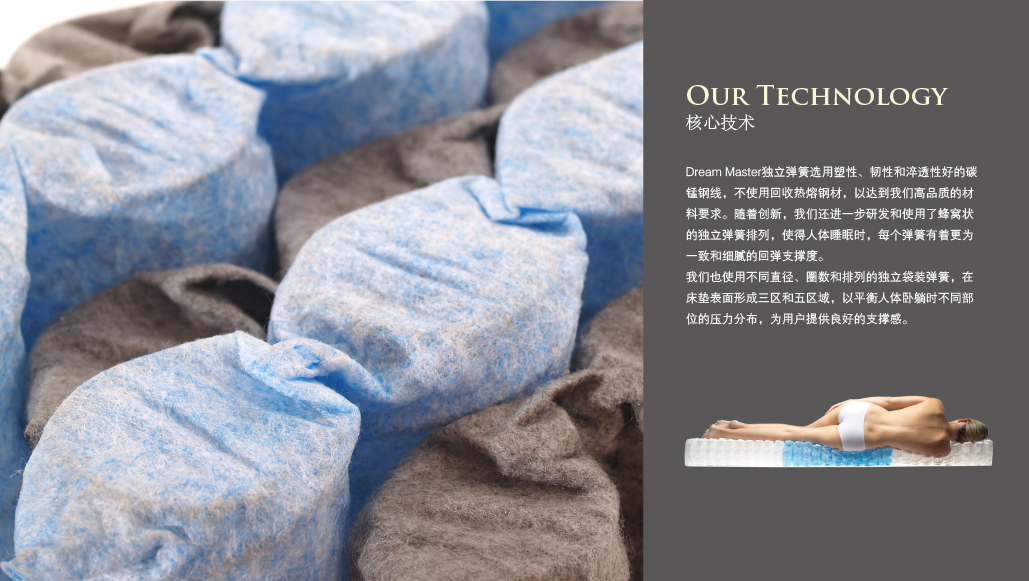 Our Technology
核心技术
Dream Master独立弹簧选用塑性、韧性和淬透性好的碳
锰钢线，不使用回收热熔钢材，以达到我们高品质的材
料要求。随着创新，我们还进一步研发和使用了蜂窝状
的独立弹簧排列，使得人体睡眠时，每个弹簧有着更为
一致和细腻的回弹支撑度。
我们也使用不同直径、圈数和排列的独立袋装弹簧，在
床垫表面形成三区和五区域，以平衡人体卧躺时不同部
位的压力分布，为用户提供良好的支撑感。